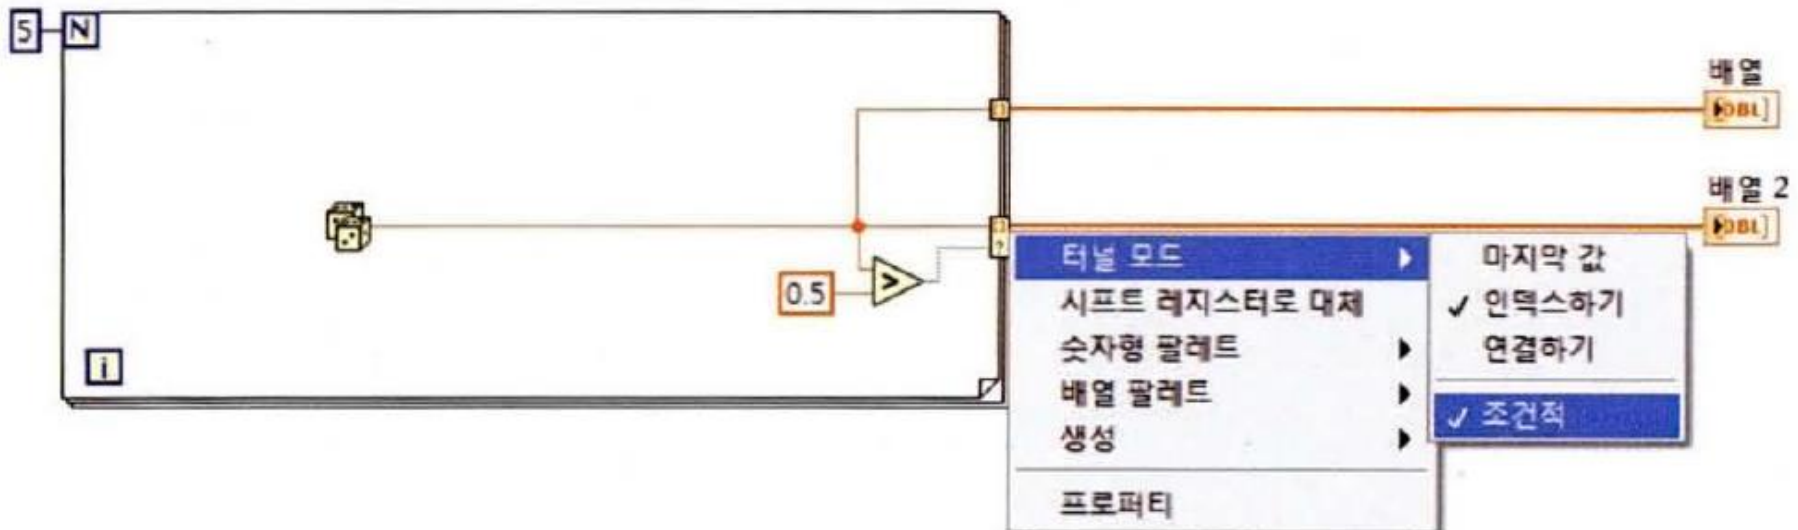 5
N
배열
DBL
배열 2
DBL
?
0.5
>
i
터널 모드
시프트 레지스터로 대체
숫자형 팔레트
배열 팔레트
생성
프로퍼티
마지막 값
✓ 인덱스하기
연결하기
✓ 조건적